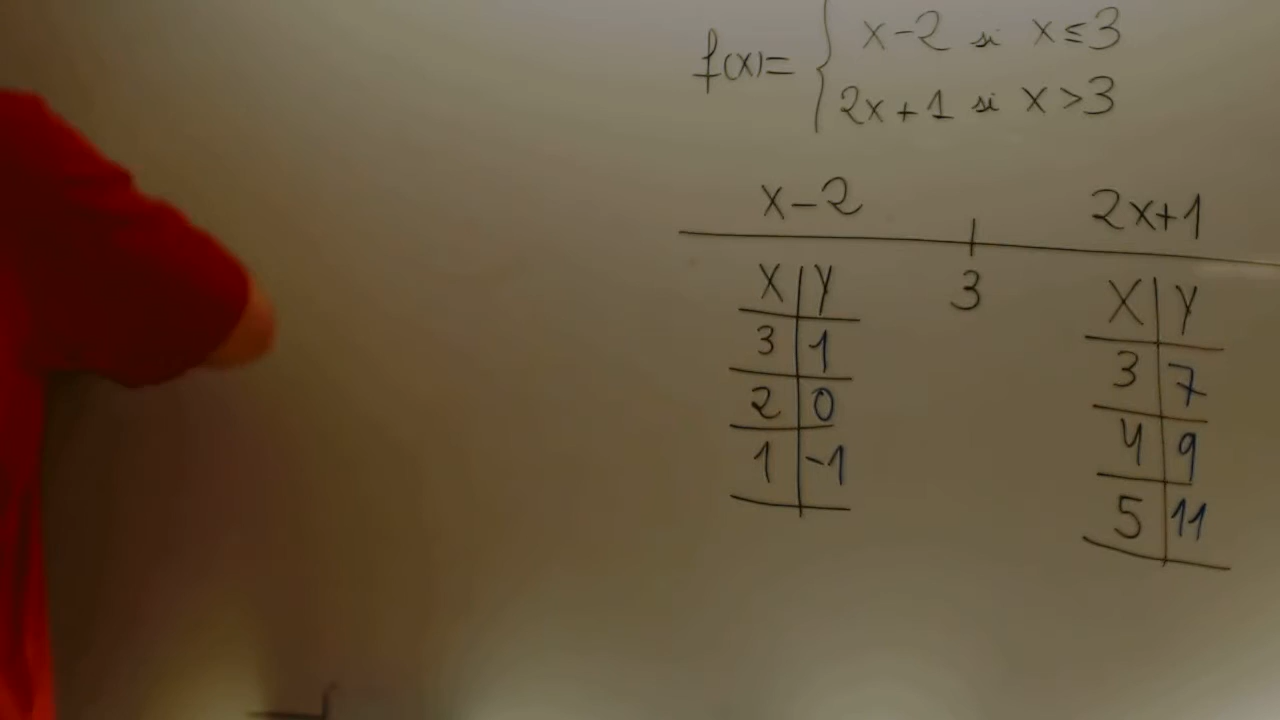 f(x)= { x-2 si x≤3
2x+1 si x>3
x-2 2x+1
3
X Y
3 1
2 0
1 -1
X Y
3 7
4 9
5 11